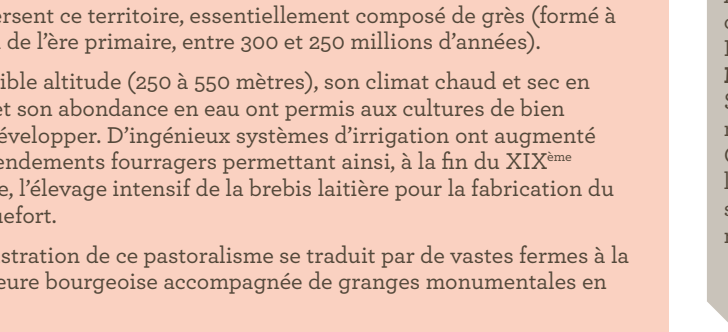 ersent ce territoire, essentiellement composé de grès (formé à
de l’ère primaire, entre 300 et 250 millions d’années).
ible altitude (250 à 550 mètres), son climat chaud et sec en
et son abondance en eau ont permis aux cultures de bien
évelopper. D’ingénieux systèmes d’irrigation ont augmenté
endements fourragers permettant ainsi, à la fin du XIXème
e, l’élevage intensif de la brebis laitière pour la fabrication du
uefort.
stration de ce pastoralisme se traduit par de vastes fermes à la
eure bourgeoise accompagnée de granges monumentales en